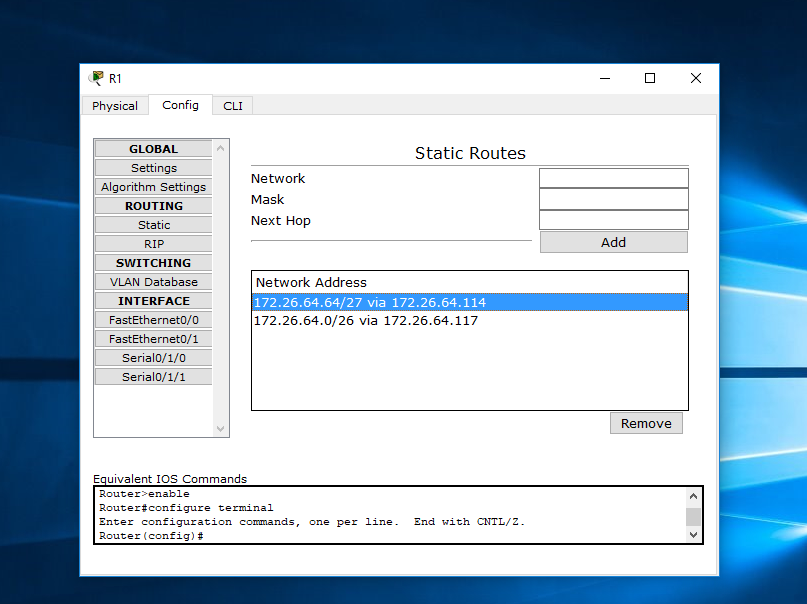 R1
Physical Config CLI
GLOBAL
Settings
Algorithm Settings
ROUTING
Static
RIP
SWITCHING
VLAN Database
INTERFACE
FastEthernet0/0
FastEthernet0/1
Serial0/1/0
Serial0/1/1
Static Routes
Network
Mask
Next Hop
Add
Network Address
172.26.64.64/27 via 172.26.64.114
172.26.64.0/26 via 172.26.64.117
Remove
Equivalent IOS Commands
Router>enable
Router#configure terminal
Enter configuration commands, one per line.  End with CNTL/Z.
Router(config)#